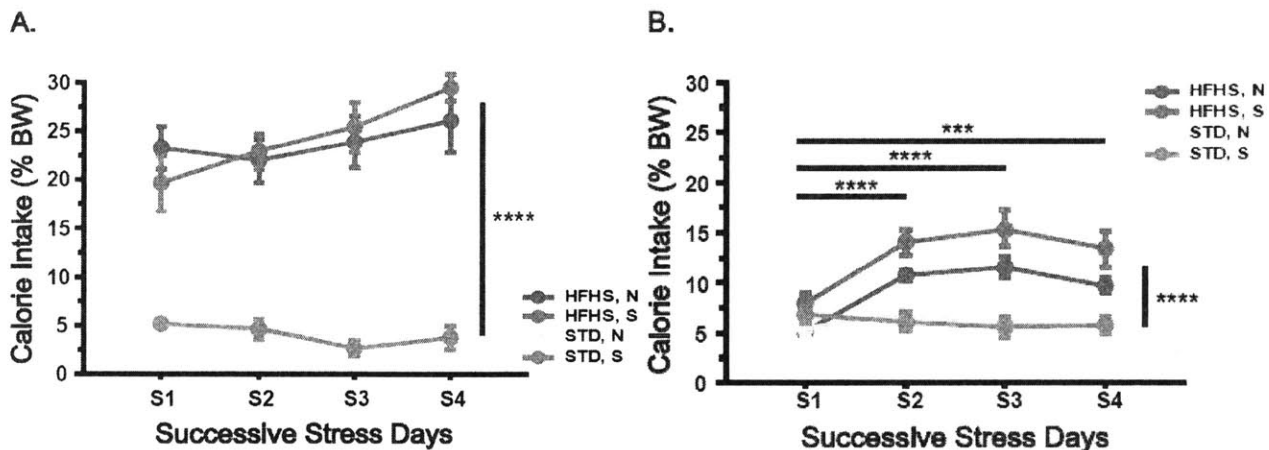 A.
Calorie Intake (% BW)
30
25
20
15
10
5
0
S1 S2 S3 S4
Successive Stress Days
****
HFHS, N
HFHS, S
STD, N
STD, S
B.
Calorie Intake (% BW)
30
25
20
15
10
5
0
S1 S2 S3 S4
Successive Stress Days
***
****
****
****
HFHS, N
HFHS, S
STD, N
STD, S